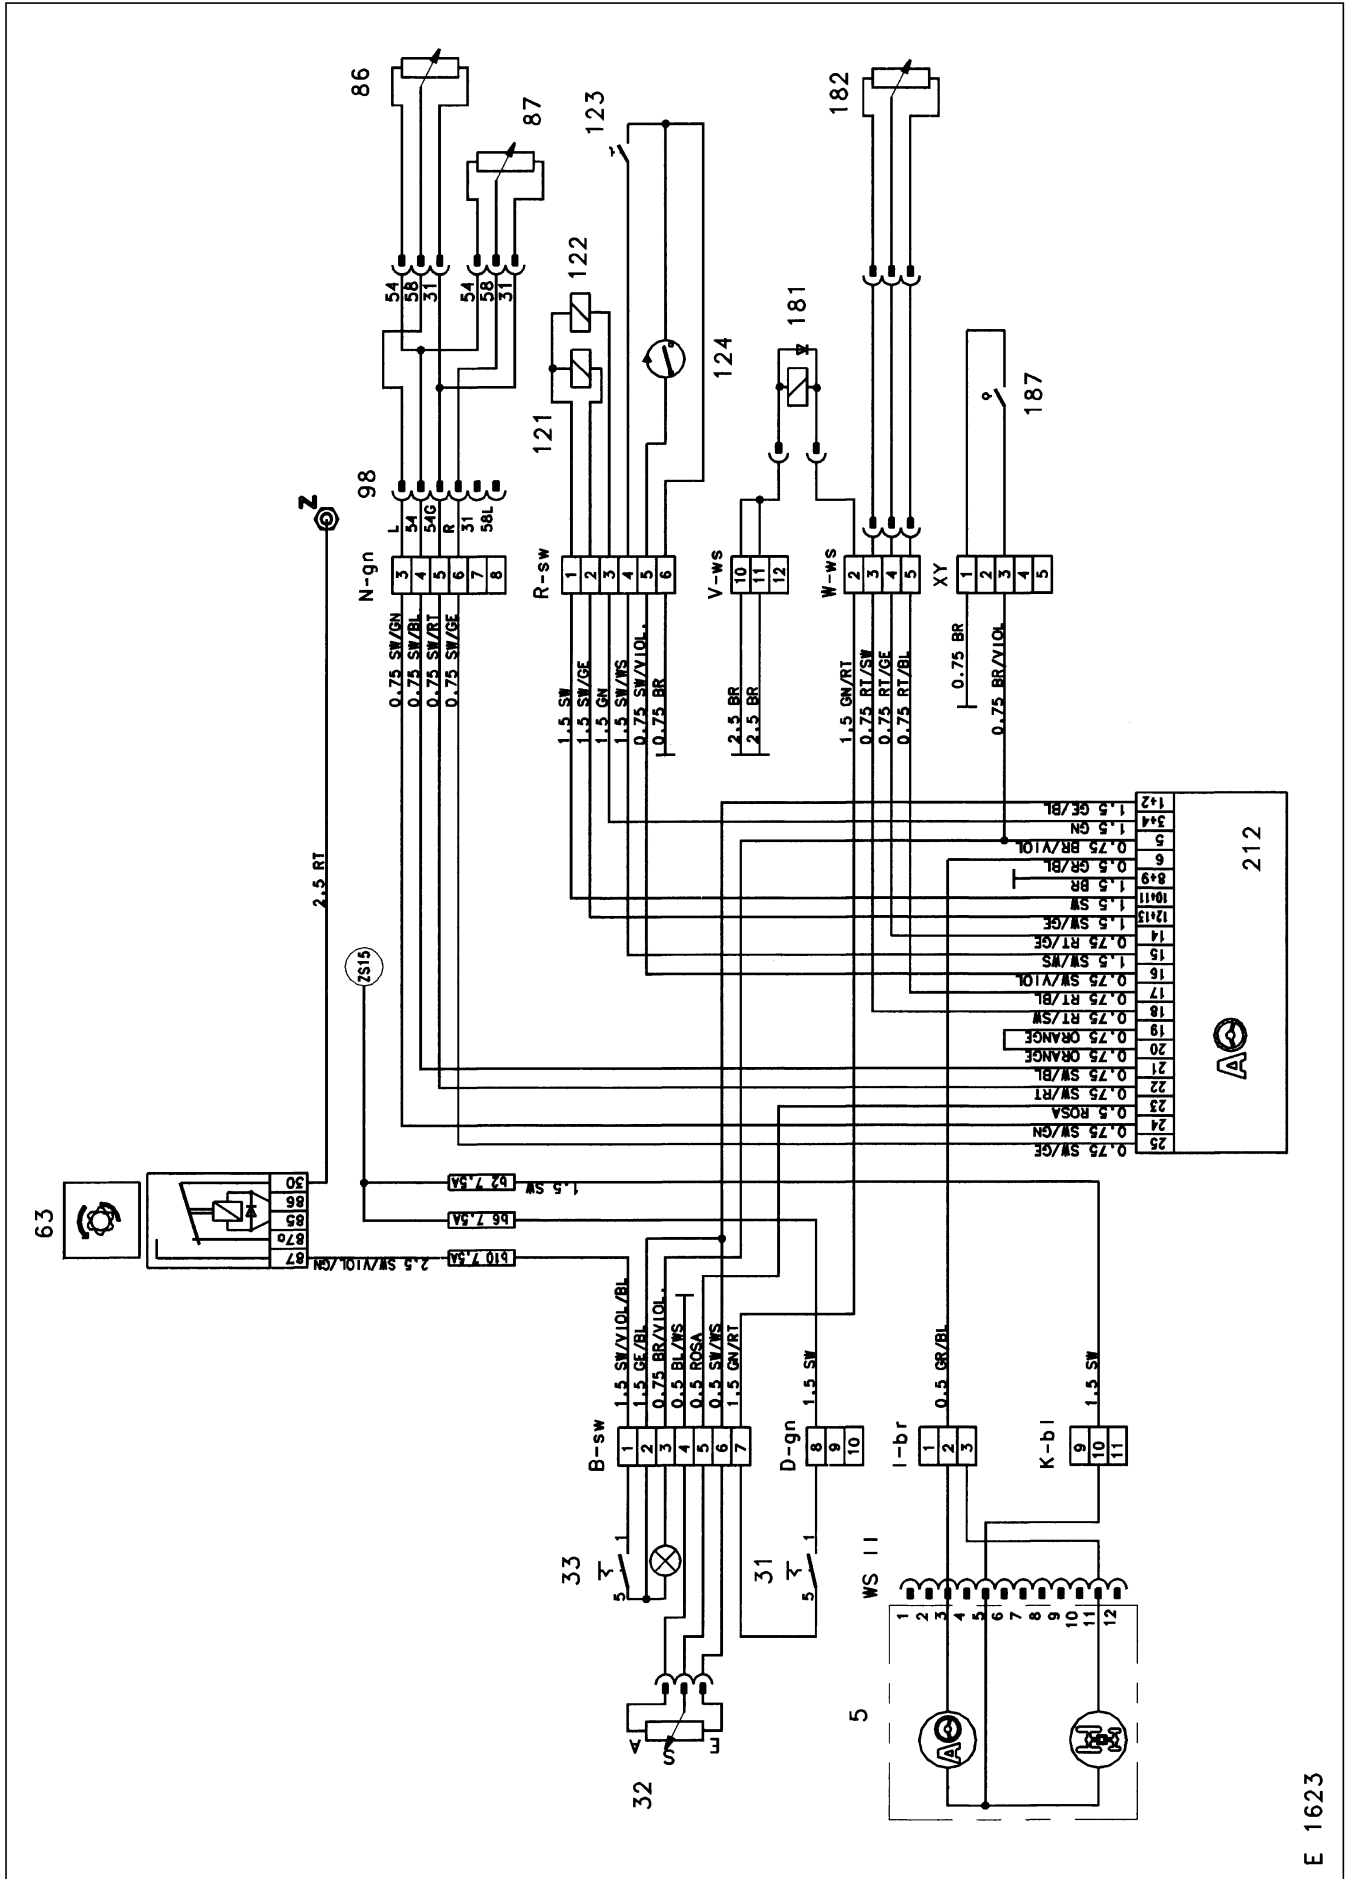 86
87
123
182
122
54
58
31
54
58
31
124
181
121
187
98
Z
L
54
54G
R
31
58L
N-gn
3
4
5
6
7
8
R-sw
1
2
3
4
5
6
V-ws
10
11
12
W-ws
2
3
4
5
XY
1
2
3
4
5
0.75 SW/GN
0.75 SW/BL
0.75 SW/RT
0.75 SW/GE
1.5 SW
1.5 SW/GE
1.5 GN
1.5 SW/WS
0.75 SW/VIOL.
0.75 BR
2.5 BR
2.5 BR
1.5 GN/RT
0.75 RT/SW
0.75 RT/GE
0.75 RT/BL
0.75 BR
0.75 BR/VIOL
2.5 RT
ZS15
1.5 GE/BL
1.5 GN
0.75 BR/VIOL
0.5 GR/BL
1.5 BR
1.5 SW
1.5 SW/GE
0.75 RT/GE
1.5 SW/WS
0.75 SW/VIOL
0.75 RT/BL
0.75 RT/SW
0.75 ORANGE
0.75 ORANGE
0.75 SW/BL
0.75 SW/RT
0.5 ROSA
0.75 SW/GN
0.75 SW/GE
1+2
3+4
5
6
8+9
10+11
12+13
14
15
16
17
18
19
20
21
22
23
24
25
212
A
63
30
86
85
87a
87
2.5 SW/VIOL/GN
b2 7.5A
1.5 SW
b6 7.5A
b10 7.5A
1.5 SW/VIOL/BL
1.5 GE/BL
0.75 BR/VIOL.
0.5 BL/WS
0.5 ROSA
0.5 SW/WS
1.5 GN/RT
1.5 SW
0.5 GR/BL
1.5 SW
B-sw
1
2
3
4
5
6
7
D-gn
8
9
10
I-br
1
2
3
K-bl
9
10
11
33
1
5
31
1
5
WS II
1
2
3
4
5
6
7
8
9
10
11
12
32
A
S
E
5
A
E 1623